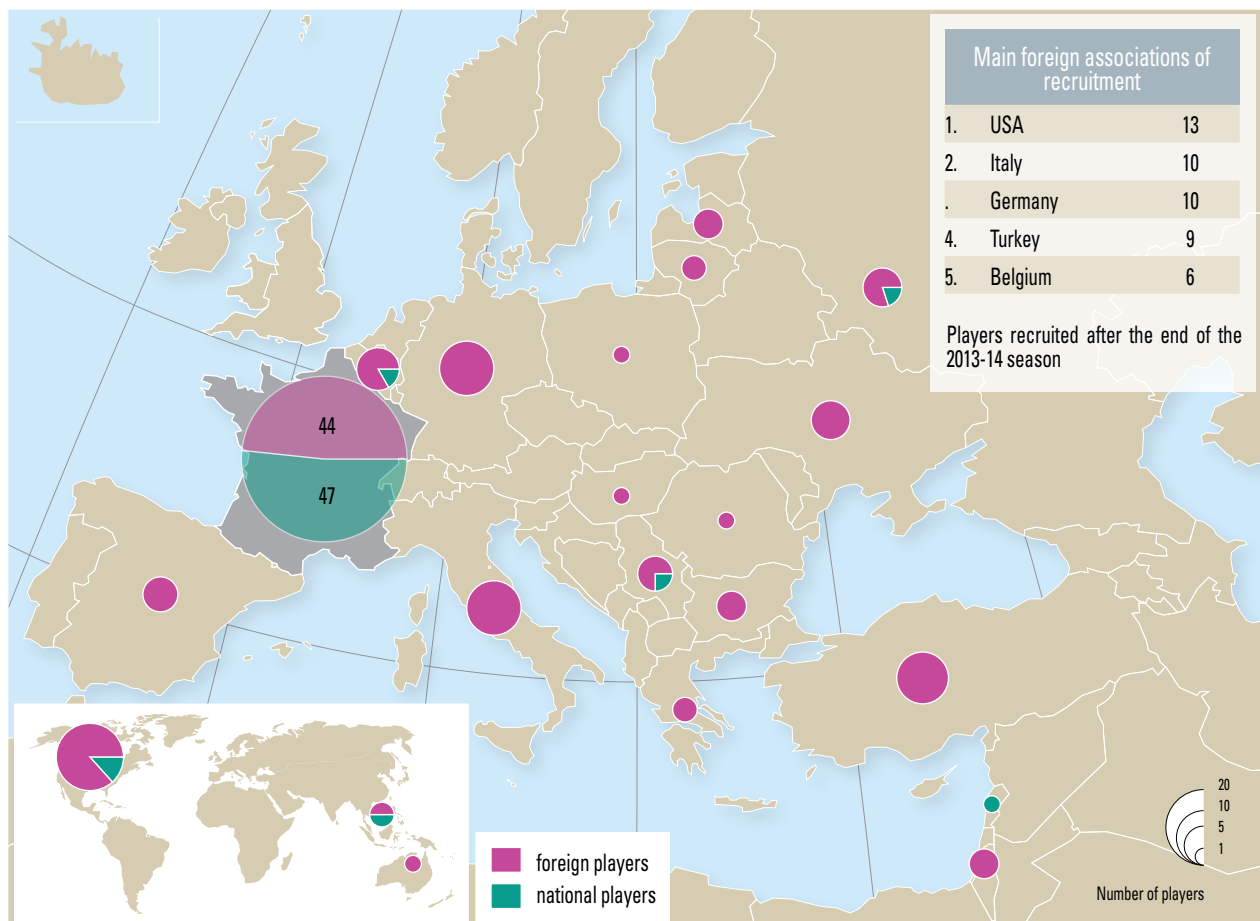 Main foreign associations of
recruitment
1. USA 13
2. Italy 10
. Germany 10
4. Turkey 9
5. Belgium 6
Players recruited after the end of the
2013-14 season
44
47
foreign players
national players
20
10
5
1
Number of players